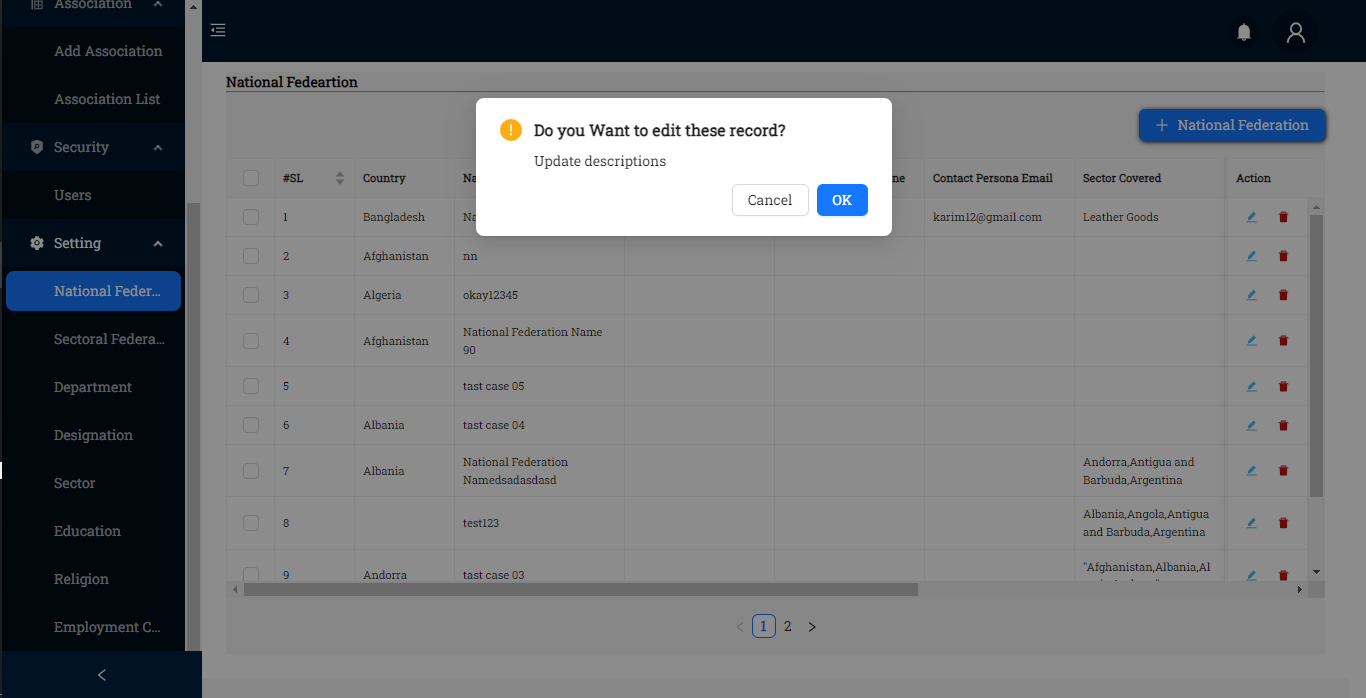 Association
Add Association
Association List
Security
Users
Setting
National Feder...
Sectoral Federa...
Department
Designation
Sector
Education
Religion
Employment C...
National Fedeartion
National Federation
Do you Want to edit these record?
Update descriptions
Cancel
OK
#SL Country Na ne Contact Persona Email Sector Covered Action
1 Bangladesh Na karim12@gmail.com Leather Goods
2 Afghanistan nn
3 Algeria okay12345
4 Afghanistan National Federation Name
90
5 tast case 05
6 Albania tast case 04
7 Albania National Federation Andorra,Antigua and
Namedsadasdasd Barbuda,Argentina
8 test123 Albania,Angola,Antigua
and Barbuda,Argentina
9 Andorra tast case 03 "Afghanistan,Albania,Al
1 2